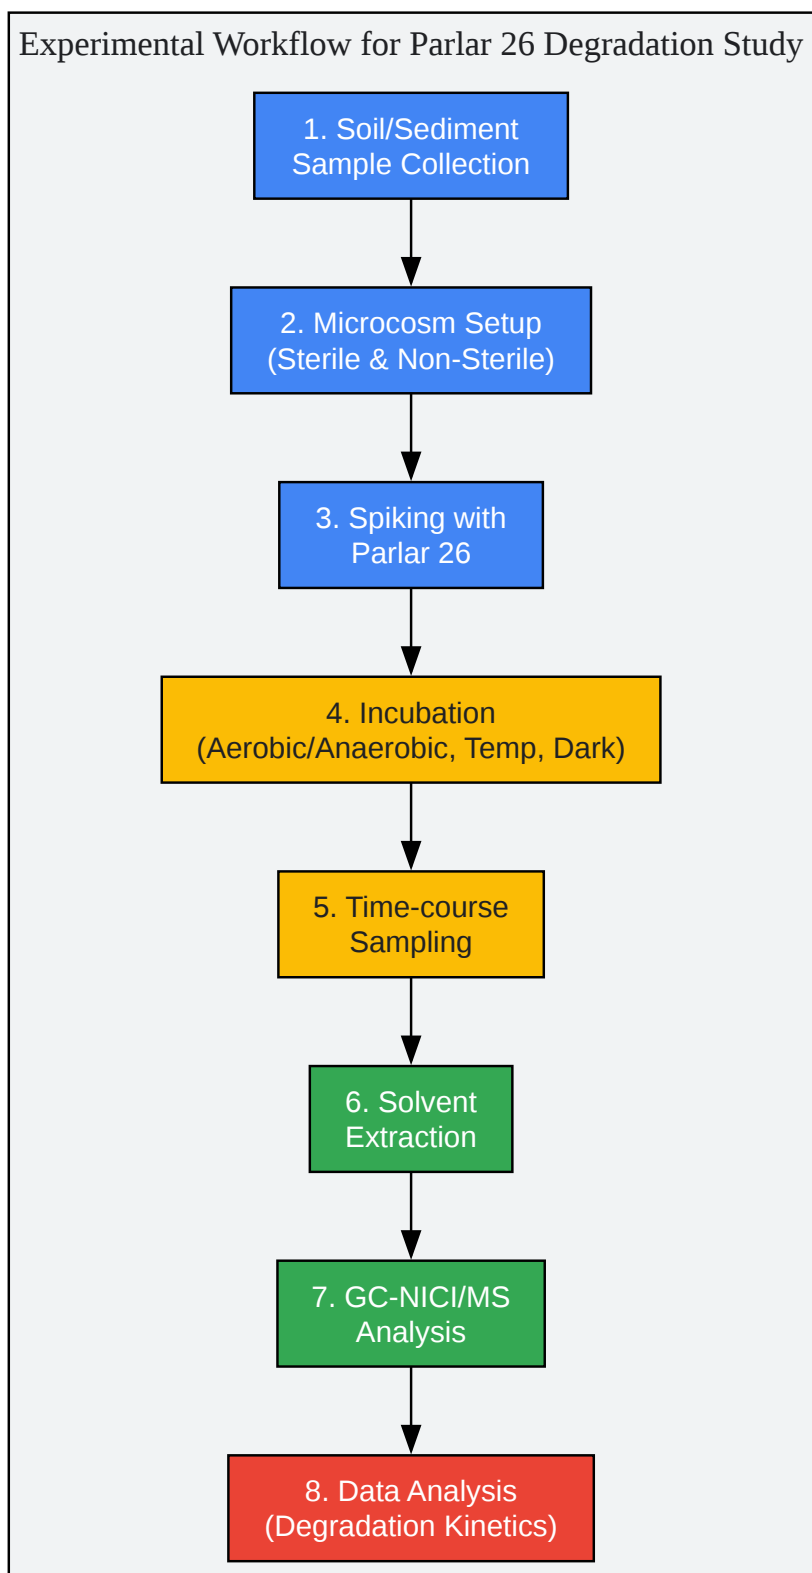 Experimental Workflow for Parlar 26 Degradation Study
1. Soil/Sediment
Sample Collection
2. Microcosm Setup
(Sterile & Non-Sterile)
3. Spiking with
Parlar 26
4. Incubation
(Aerobic/Anaerobic, Temp, Dark)
5. Time-course
Sampling
6. Solvent
Extraction
7. GC-NICI/MS
Analysis
8. Data Analysis
(Degradation Kinetics)